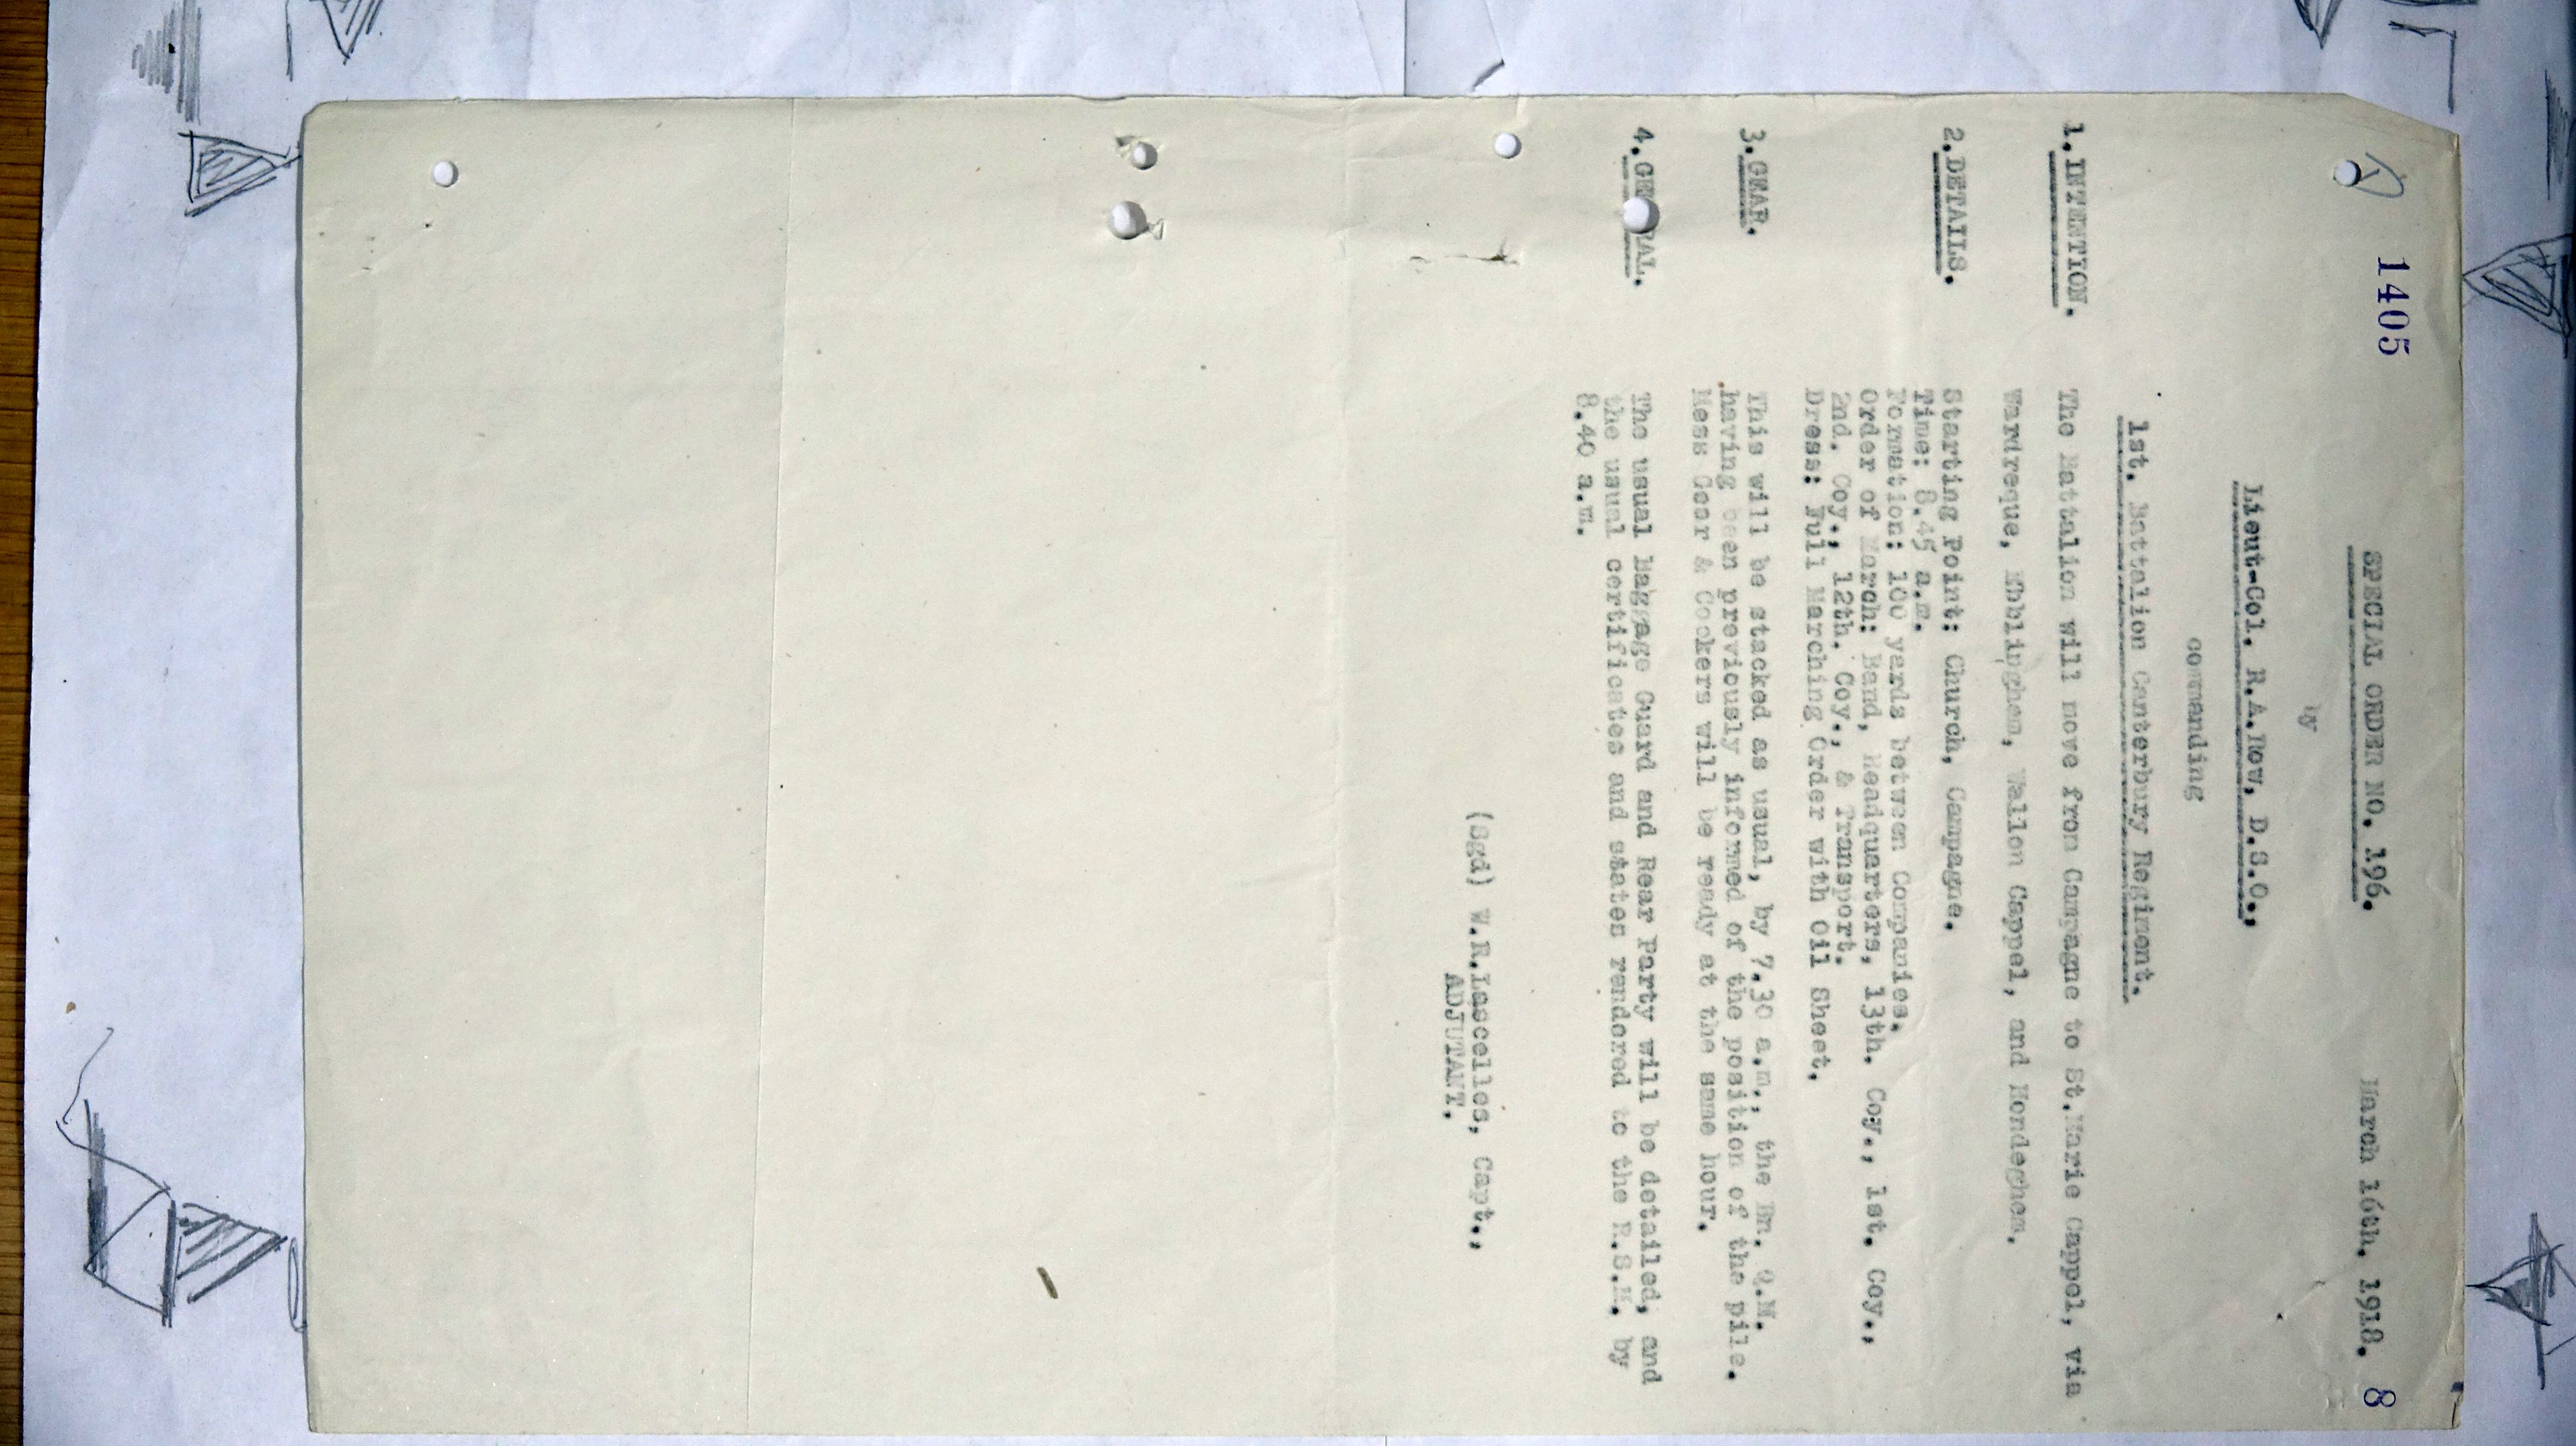 1405
SPECIAL ORDER NO. 196. March 16th. 1918. 8
by
Lieut-Col. R.A.Row, D.S.O.,
commanding
1st. Battalion Canterbury Regiment.
1.INTENTION. The Battalion will move from Campagne to St.Marie Cappel, via
Wardreque, Ebblinghem, Wallon Cappel, and Hondeghem.
2.DETAILS. Starting Point: Church, Campagne.
Time: 8.45 a.m.
Formation: 100 yards between Companies.
Order of March: Band, Headquarters, 13th. Coy., 1st. Coy.,
2nd. Coy., 12th. Coy., & Transport.
Dress: Full Marching Order with Oil Sheet.
3.GEAR. This will be stacked as usual, by 7.30 a.m., the Bn. Q.M.
having been previously informed of the position of the pile.
Mess Gear & Cookers will be ready at the same hour.
4.GE RAL. The usual Baggage Guard and Rear Party will be detailed, and
the usual certificates and states rendered to the R.S.M. by
8.40 a.m.
(Sgd) W.R.Lascelles, Capt.,
ADJUTANT.